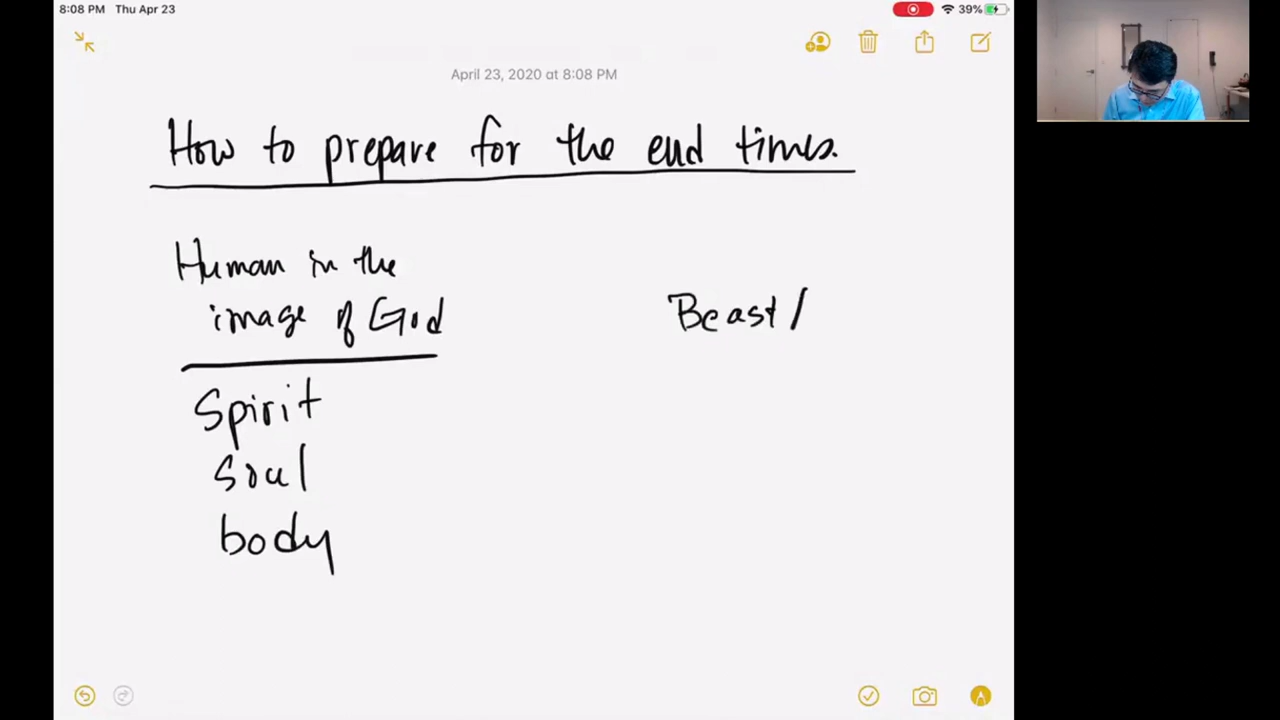 8:08 PM Thu Apr 23
39%
April 23, 2020 at 8:08 PM
How to prepare for the end times.
Human in the
image of God
Beast /
Spirit
soul
body